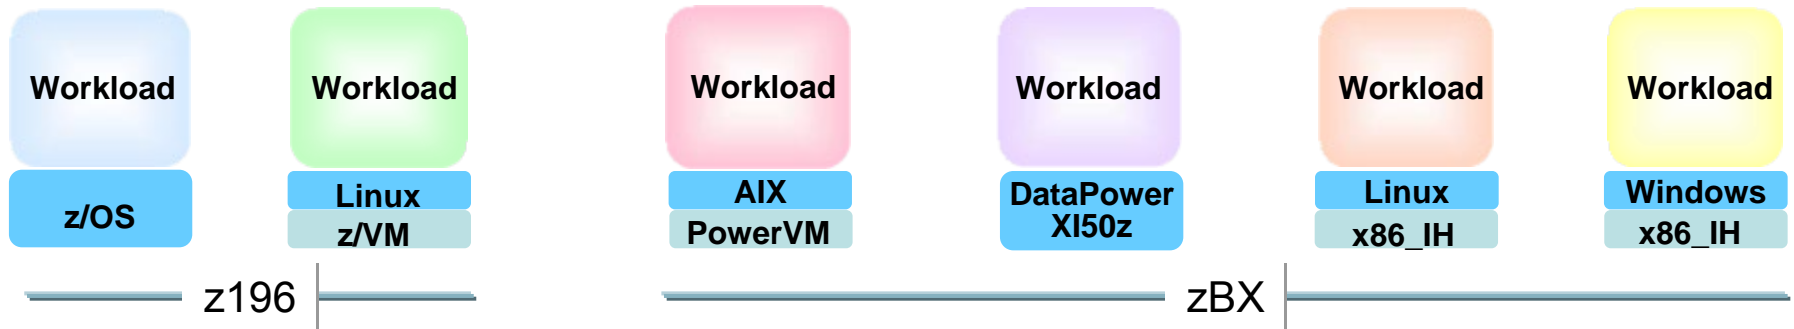 Workload
z/OS
Workload
Linux
z/VM
Workload
AIX
PowerVM
Workload
DataPower
XI50z
Workload
Linux
x86_IH
Workload
Windows
x86_IH
z196
zBX